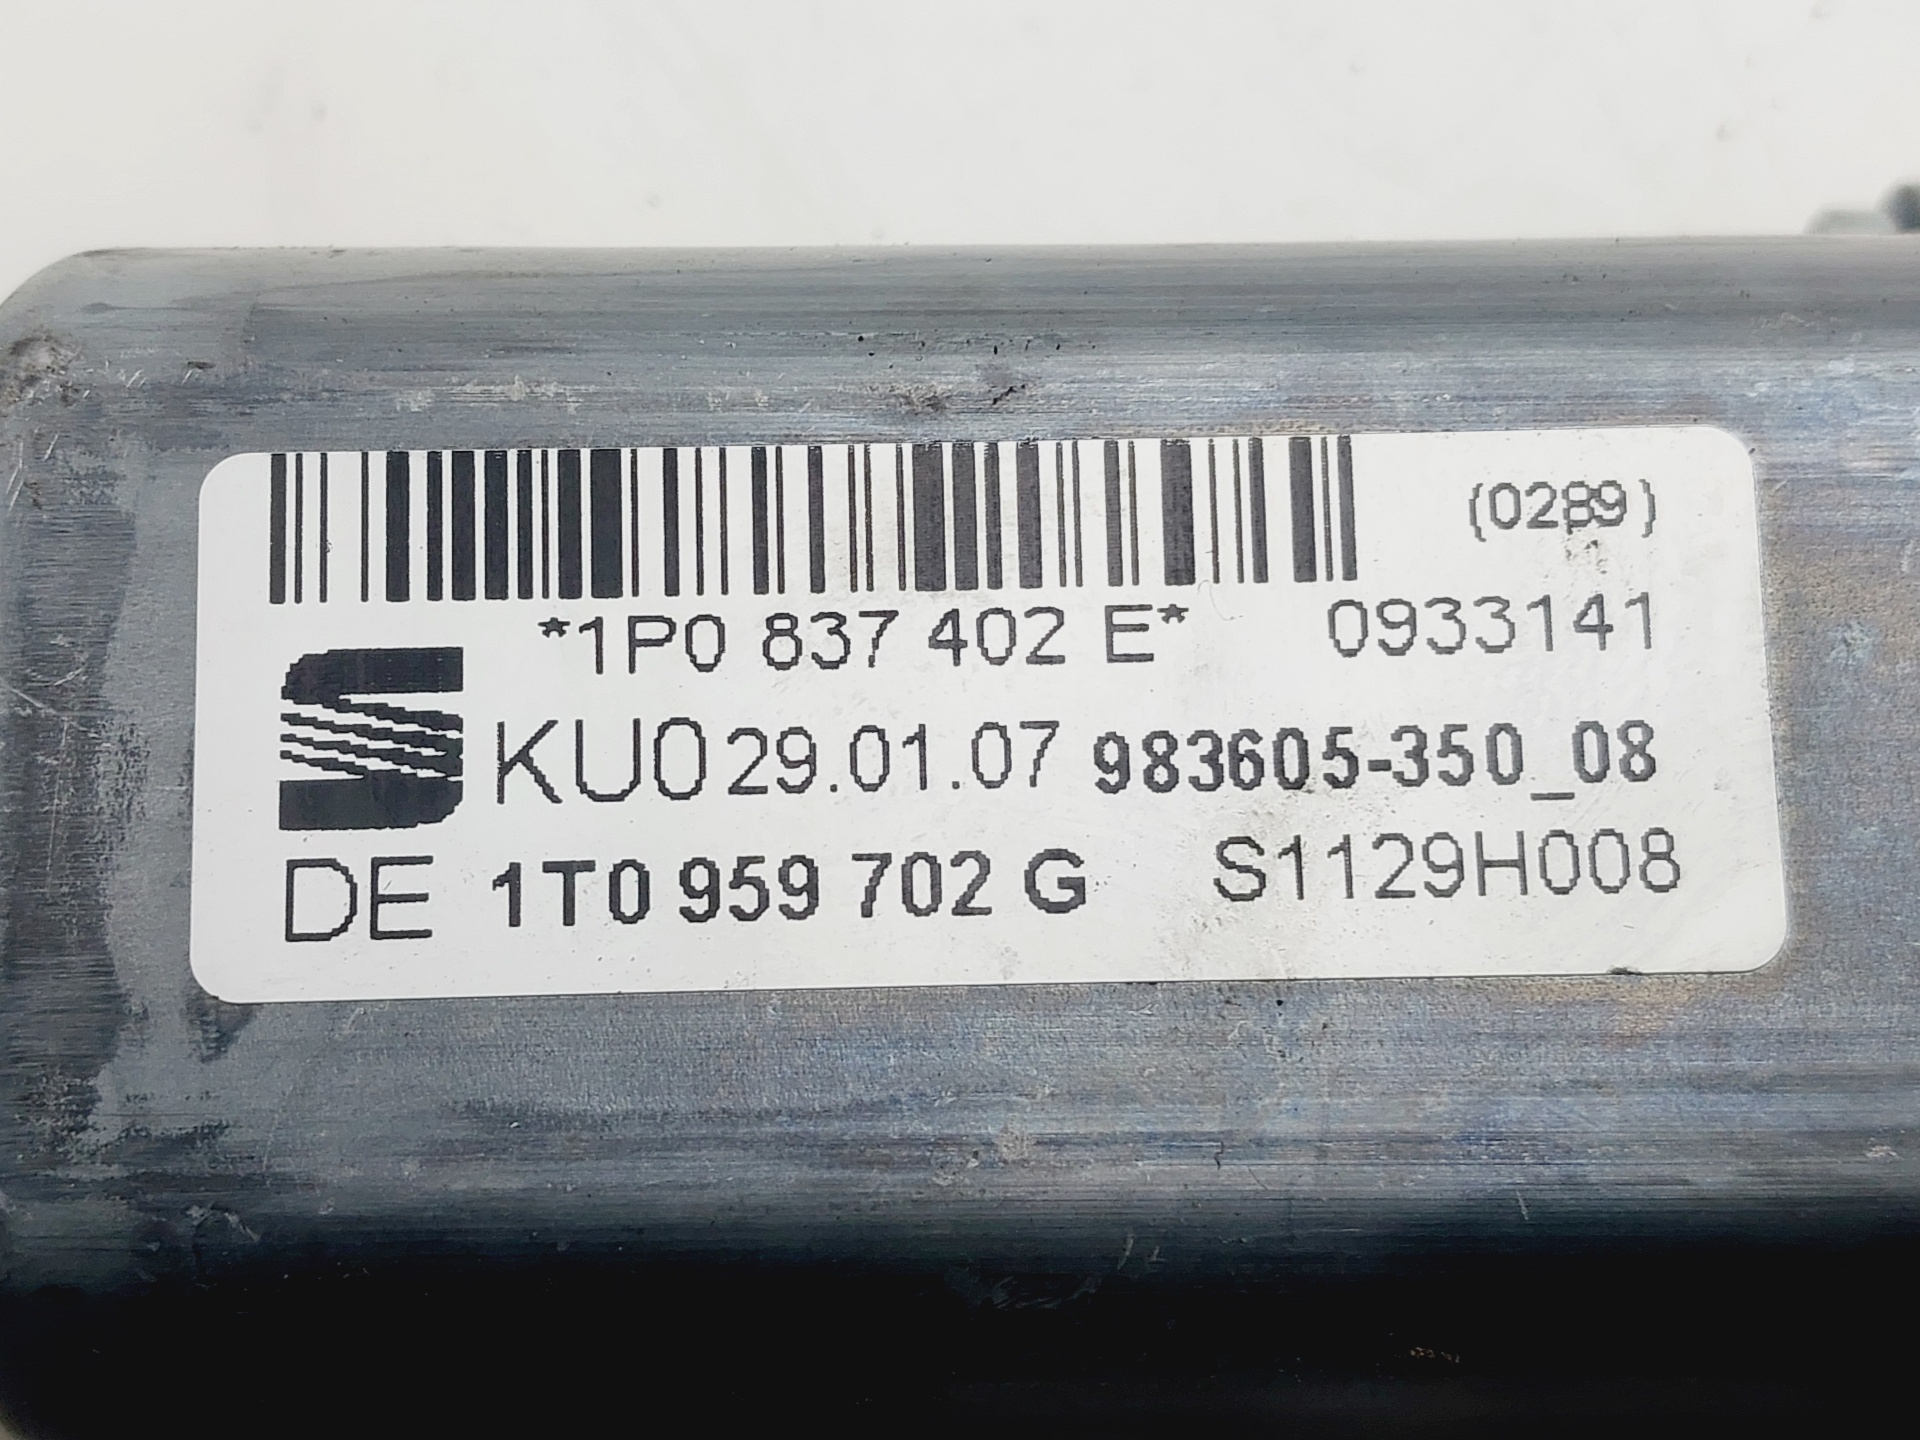 (0289)
*1P0 837 402 E* 0933141
KU0 29.01.07 983605-350_08
DE 1T0 959 702 G S1129H008